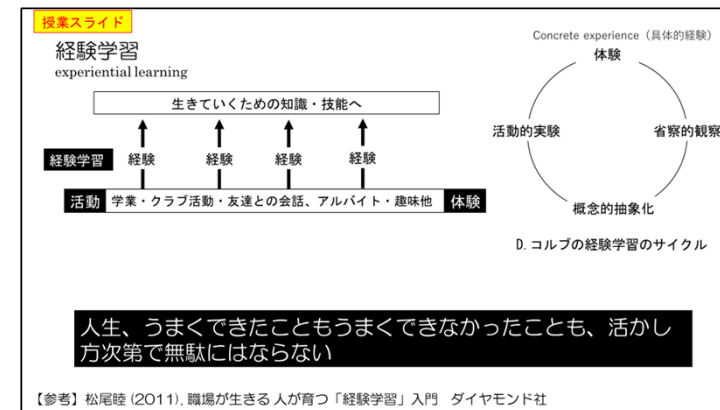 授業スライド
経験学習
experiential learning
生きていくための知識・技能へ
経験学習
経験 経験 経験 経験
活動 学業・クラブ活動・友達との会話、アルバイト・趣味他 体験
Concrete experience（具体的経験）
体験
活動的実験 省察的観察
概念的抽象化
D. コルブの経験学習のサイクル
人生、うまくできたこともうまくできなかったことも、活かし
方次第で無駄にはならない
【参考】松尾睦 (2011). 職場が生きる 人が育つ「経験学習」入門 ダイヤモンド社